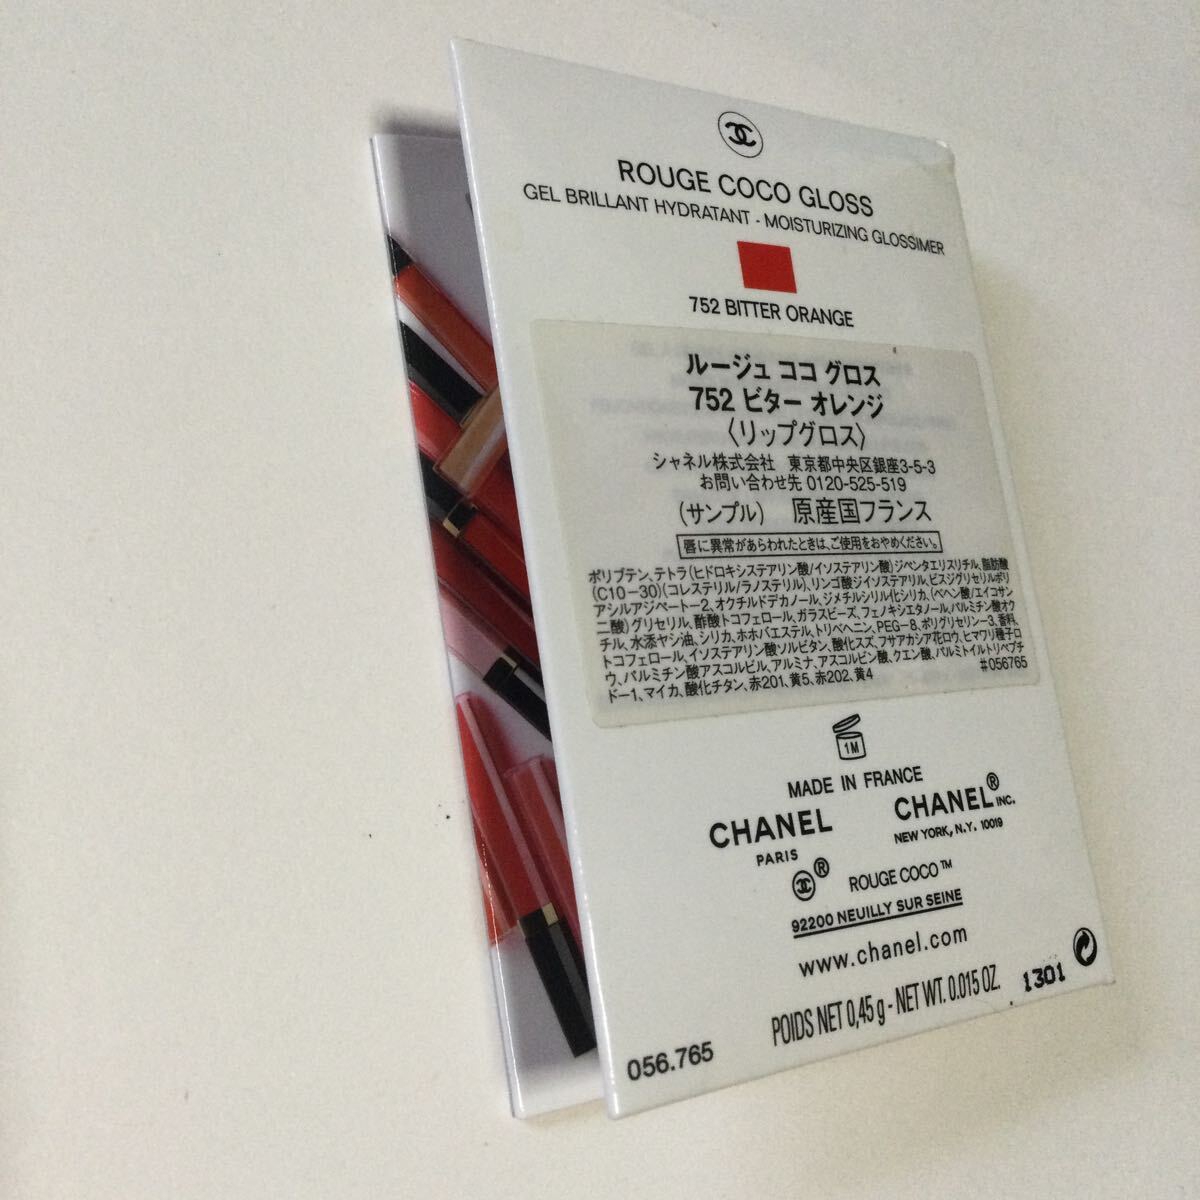 ROUGE COCO GLOSS
GEL BRILLANT HYDRATANT - MOISTURIZING GLOSSIMER
752 BITTER ORANGE
ルージュ ココ グロス
752 ビター オレンジ
〈リップグロス〉
シャネル株式会社 東京都中央区銀座3-5-3
お問い合わせ先 0120-525-519
(サンプル) 原産国フランス
唇に異常があらわれたときは、ご使用をおやめください。
ポリブテン、テトラ(ヒドロキシステアリン酸/イソステアリン酸)ジペンタエリスリチル、脂肪酸
(C10-30)(コレステリル/ラノステリル)、リンゴ酸ジイソステアリル、ビスジグリセリルポリ
アシルアジペート-2、オクチルドデカノール、ジメチルシリル化シリカ、(ベヘン酸/エイコサン
二酸)グリセリル、酢酸トコフェロール、ガラスビーズ、フェノキシエタノール、パルミチン酸オク
チル、水添ヤシ油、シリカ、ホホバエステル、トリベヘニン、PEG-8、ポリグリセリン-3、香料、
トコフェロール、イソステアリン酸ソルビタン、酸化スズ、フサアカシア花ロウ、ヒマワリ種子ロ
ウ、パルミチン酸アスコルビル、アルミナ、アスコルビン酸、クエン酸、パルミトイルトリペプチ
ド-1、マイカ、酸化チタン、赤201、黄5、赤202、黄4
#056765
1M
MADE IN FRANCE
CHANEL CHANEL® INC.
PARIS NEW YORK, N.Y. 10019
® ROUGE COCO™
92200 NEUILLY SUR SEINE
www.chanel.com
POIDS NET 0,45 g - NET WT. 0.015 OZ. 1301
056.765